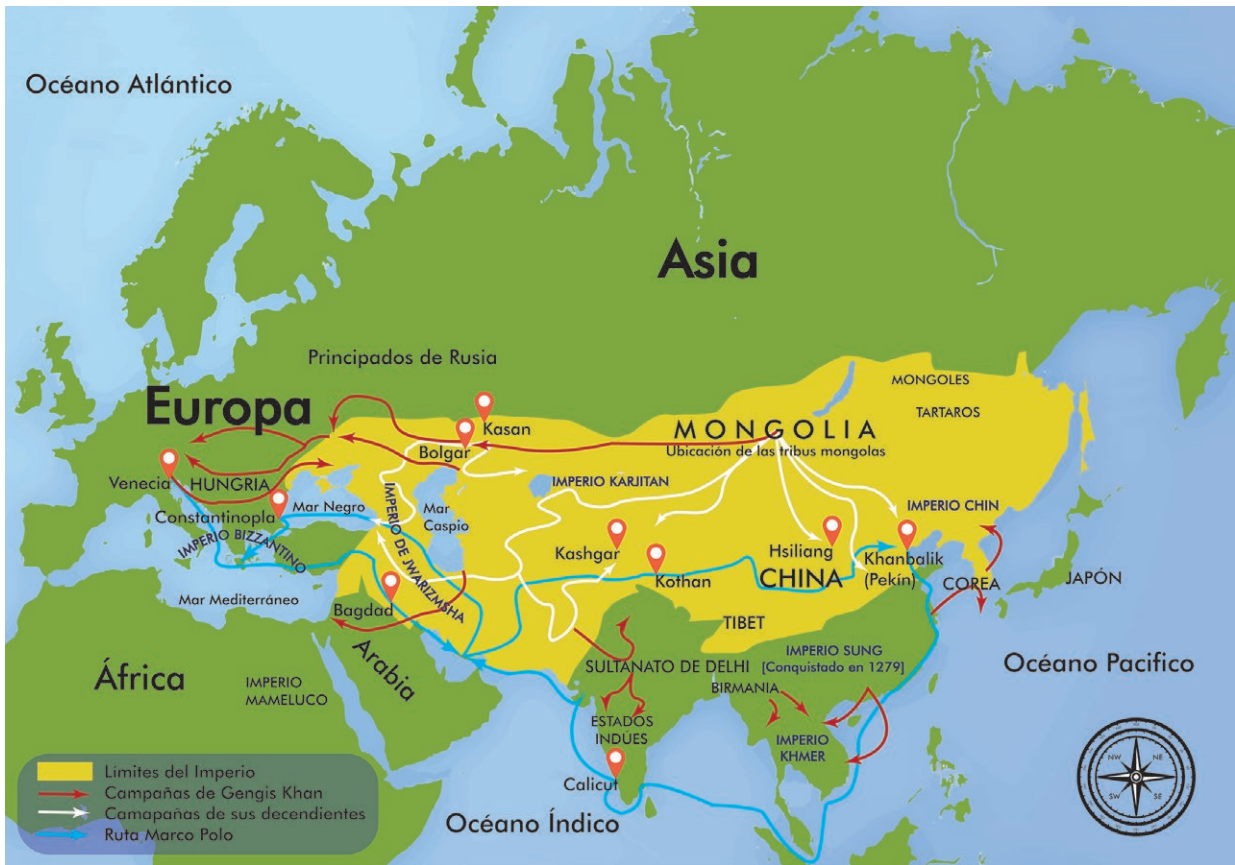 Océano Atlántico
Asia
Principados de Rusia
Europa
MONGOLES
TARTAROS
Kasan
Bolgar
MONGOLIA
Ubicación de las tribus mongolas
Venecia
HUNGRIA
IMPERIO KARJITAN
IMPERIO CHIN
Constantinopla
Mar Negro
Mar
Caspio
IMPERIO DE JWARIZMSHA
IMPERIO BIZZANTINO
Kashgar
Kothan
Hsiliang
CHINA
Khanbalik
(Pekín)
COREA
JAPÓN
Mar Mediterráneo
Bagdad
TIBET
Arabia
SULTANATO DE DELHI
IMPERIO SUNG
[Conquistado en 1279]
Océano Pacifico
África
IMPERIO
MAMELUCO
BIRMANIA
ESTADOS
INDÚES
IMPERIO
KHMER
Calicut
Océano Índico
NW
NE
SW
SE
Límites del Imperio
Campañas de Gengis Khan
Camapañas de sus decendientes
Ruta Marco Polo